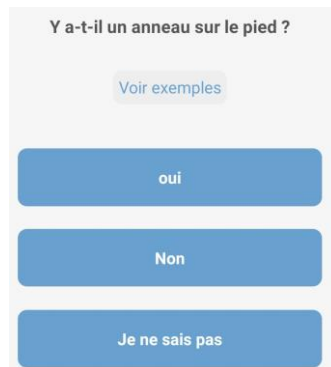 Y a-t-il un anneau sur le pied ?
Voir exemples
oui
Non
Je ne sais pas